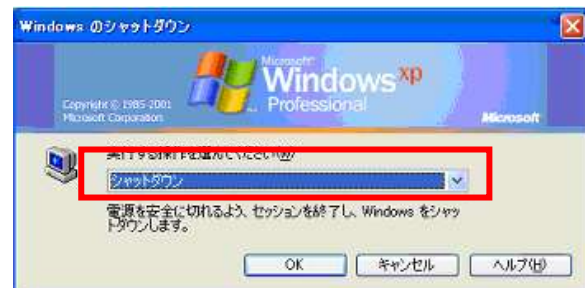 Windows のシャットダウン
Microsoft
Windows xp
Professional
Copyright © 1985-2001
Microsoft Corporation
Microsoft
実行する操作を選んでください(W)
シャットダウン
電源を安全に切れるよう、セッションを終了し、Windows をシャッ
トダウンします。
OK
キャンセル
ヘルプ(H)